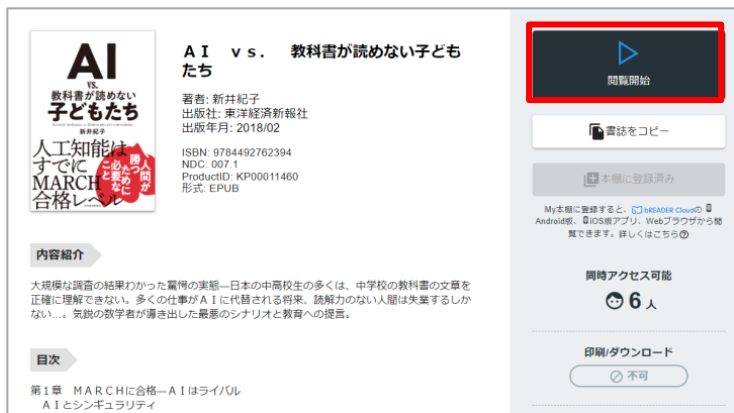 AI
vs.
教科書が読めない
子どもたち
新井紀子
人工知能は
すでに
MARCH
合格レベル
人間が
勝つために
必要な
こと
ＡＩ　ｖｓ．　教科書が読めない子ども
たち
著者: 新井紀子
出版社: 東洋経済新報社
出版年月: 2018/02
ISBN: 9784492762394
NDC: 007.1
ProductID: KP00011460
形式: EPUB
内容紹介
大規模な調査の結果わかった驚愕の実態―日本の中高校生の多くは、中学校の教科書の文章を
正確に理解できない。多くの仕事がＡＩに代替される将来、読解力のない人間は失業するしか
ない…。気鋭の数学者が導き出した最悪のシナリオと教育への提言。
目次
第1章　ＭＡＲＣＨに合格―ＡＩはライバル
ＡＩとシンギュラリティ
閲覧開始
書誌をコピー
本棚に登録済み
My本棚に登録すると、bREADER Cloudの
Android版、iOS版アプリ、Webブラウザから閲
覧できます。詳しくはこちら
同時アクセス可能
6 人
印刷/ダウンロード
不可